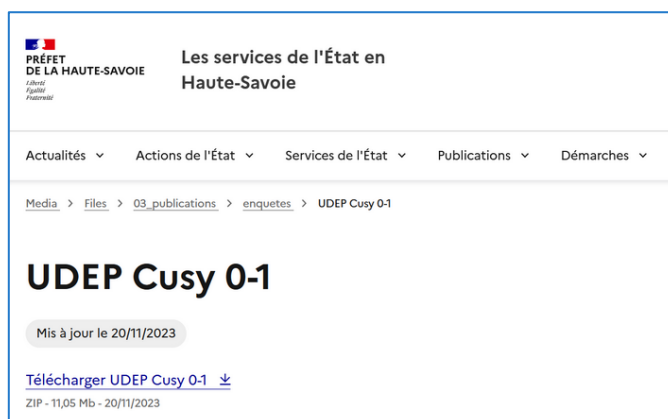 PRÉFET
DE LA HAUTE-SAVOIE
Liberté
Égalité
Fraternité
Les services de l'État en
Haute-Savoie
Actualités
Actions de l'État
Services de l'État
Publications
Démarches
Media > Files > 03_publications > enquetes > UDEP Cusy 0-1
UDEP Cusy 0-1
Mis à jour le 20/11/2023
Télécharger UDEP Cusy 0-1
ZIP - 11,05 Mb - 20/11/2023